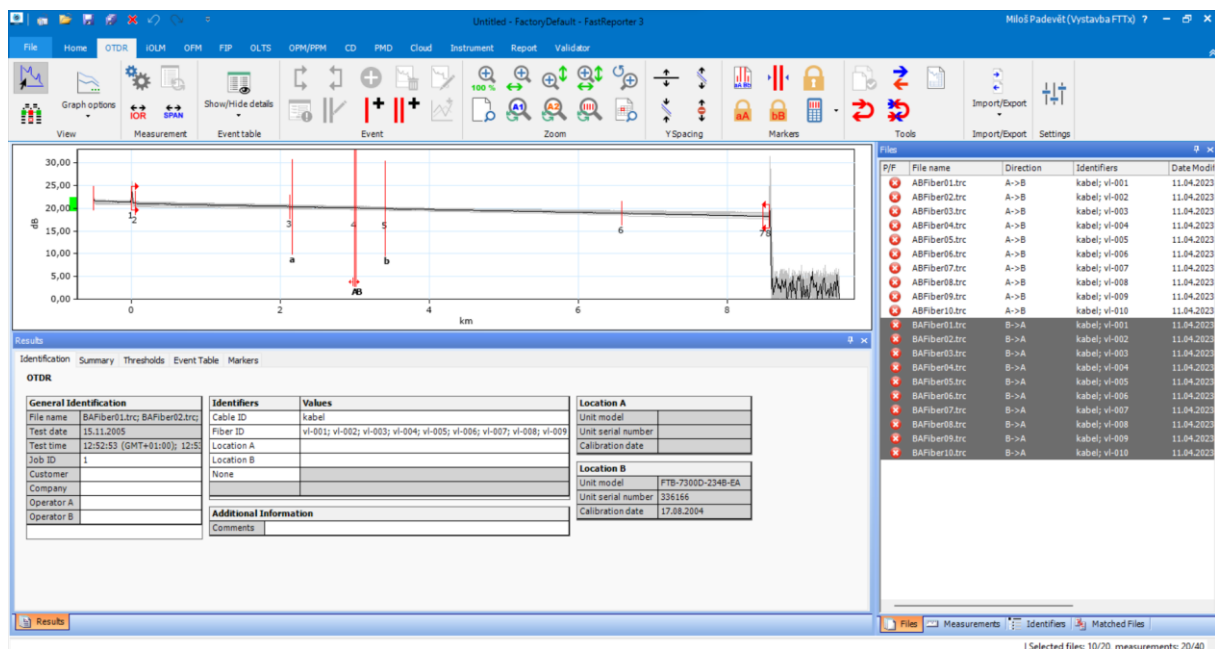 Untitled - FactoryDefault - FastReporter 3
Miloš Padevět (Vystavba FTTx) ?
File Home OTDR iOLM OFM FIP OLTS OPM/PPM CD PMD Cloud Instrument Report Validator
Graph options
IOR SPAN
Show/Hide details
100 %
A1 A2
aA bB
Import/Export
View Measurement Event table Event Zoom Y Spacing Markers Tools Import/Export Settings
30,00
25,00
20,00
15,00
10,00
5,00
0,00
dB
1 2 3 4 5 6 7 8
a b
AB
0 2 4 6 8
km
Files
P/F File name Direction Identifiers Date Modif
ABFiber01.trc A->B kabel; vl-001 11.04.2023
ABFiber02.trc A->B kabel; vl-002 11.04.2023
ABFiber03.trc A->B kabel; vl-003 11.04.2023
ABFiber04.trc A->B kabel; vl-004 11.04.2023
ABFiber05.trc A->B kabel; vl-005 11.04.2023
ABFiber06.trc A->B kabel; vl-006 11.04.2023
ABFiber07.trc A->B kabel; vl-007 11.04.2023
ABFiber08.trc A->B kabel; vl-008 11.04.2023
ABFiber09.trc A->B kabel; vl-009 11.04.2023
ABFiber10.trc A->B kabel; vl-010 11.04.2023
BAFiber01.trc B->A kabel; vl-001 11.04.2023
BAFiber02.trc B->A kabel; vl-002 11.04.2023
BAFiber03.trc B->A kabel; vl-003 11.04.2023
BAFiber04.trc B->A kabel; vl-004 11.04.2023
BAFiber05.trc B->A kabel; vl-005 11.04.2023
BAFiber06.trc B->A kabel; vl-006 11.04.2023
BAFiber07.trc B->A kabel; vl-007 11.04.2023
BAFiber08.trc B->A kabel; vl-008 11.04.2023
BAFiber09.trc B->A kabel; vl-009 11.04.2023
BAFiber10.trc B->A kabel; vl-010 11.04.2023
Results
Identification Summary Thresholds Event Table Markers
OTDR
General Identification
File name BAFiber01.trc; BAFiber02.trc;
Test date 15.11.2005
Test time 12:52:53 (GMT+01:00); 12:53
Job ID 1
Customer
Company
Operator A
Operator B
Identifiers Values
Cable ID kabel
Fiber ID vl-001; vl-002; vl-003; vl-004; vl-005; vl-006; vl-007; vl-008; vl-009
Location A
Location B
None
Additional Information
Comments
Location A
Unit model
Unit serial number
Calibration date
Location B
Unit model FTB-7300D-234B-EA
Unit serial number 336166
Calibration date 17.08.2004
Results
Files Measurements Identifiers Matched Files
Selected files: 10/20, measurements: 20/40